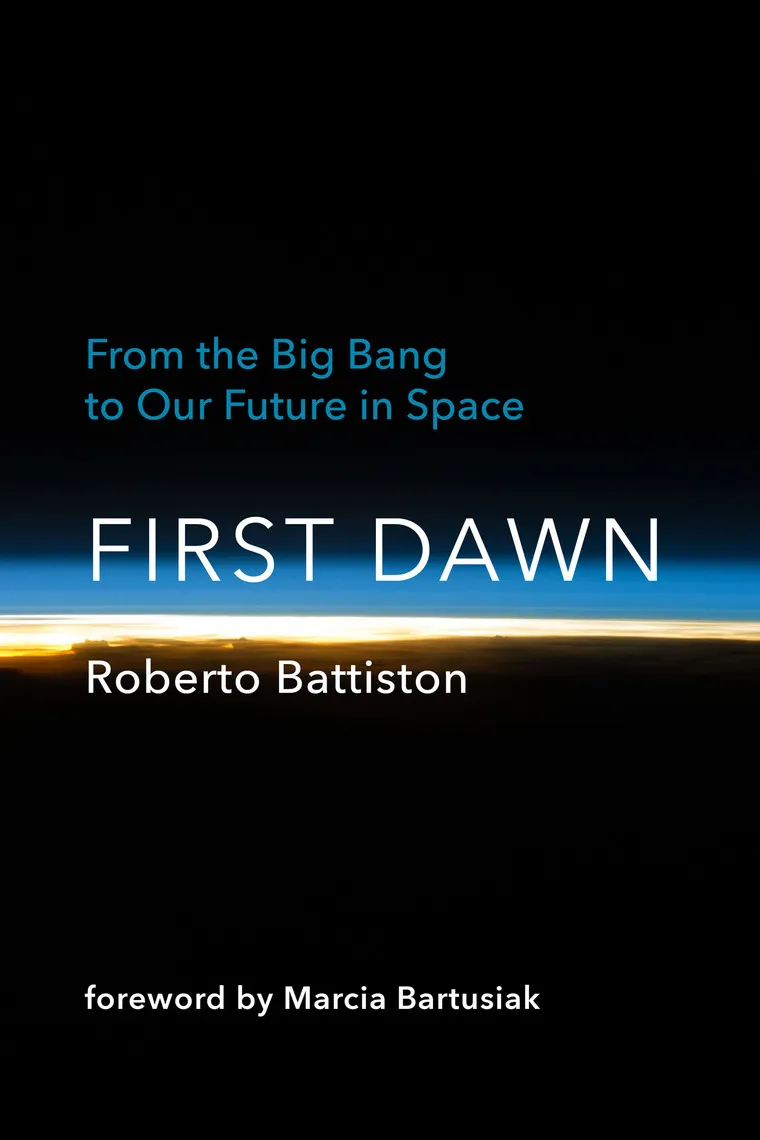 From the Big Bang
to Our Future in Space
FIRST DAWN
Roberto Battiston
foreword by Marcia Bartusiak